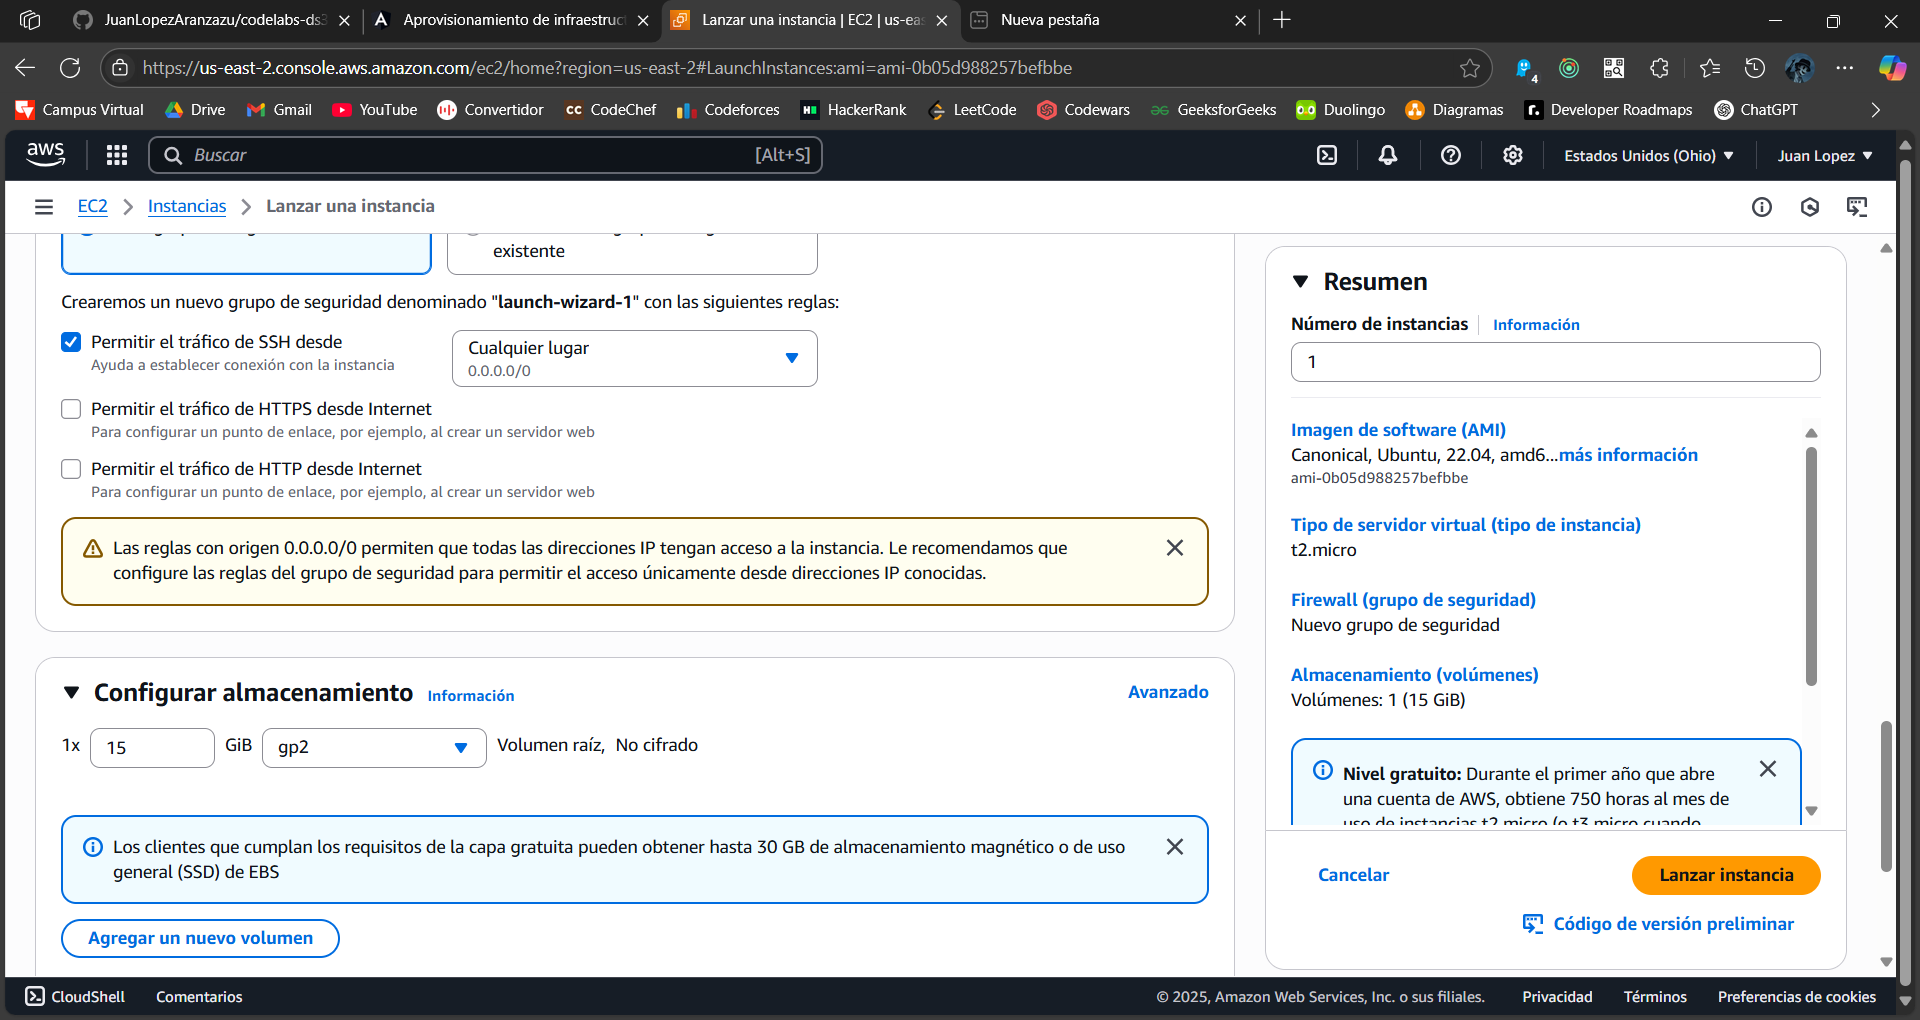 JuanLopezAranzazu/codelabs-ds3
Aprovisionamiento de infraestruc
Lanzar una instancia | EC2 | us-eas
Nueva pestaña
https://us-east-2.console.aws.amazon.com/ec2/home?region=us-east-2#LaunchInstances:ami=ami-0b05d988257befbbe
4
Campus Virtual
Drive
Gmail
YouTube
Convertidor
CC CodeChef
Codeforces
HackerRank
LeetCode
Codewars
GeeksforGeeks
Duolingo
Diagramas
r. Developer Roadmaps
ChatGPT
aws
Buscar
[Alt+S]
Estados Unidos (Ohio)
Juan Lopez
EC2
Instancias
Lanzar una instancia
existente
Crearemos un nuevo grupo de seguridad denominado "launch-wizard-1" con las siguientes reglas:
Permitir el tráfico de SSH desde
Ayuda a establecer conexión con la instancia
Cualquier lugar
0.0.0.0/0
Permitir el tráfico de HTTPS desde Internet
Para configurar un punto de enlace, por ejemplo, al crear un servidor web
Permitir el tráfico de HTTP desde Internet
Para configurar un punto de enlace, por ejemplo, al crear un servidor web
Las reglas con origen 0.0.0.0/0 permiten que todas las direcciones IP tengan acceso a la instancia. Le recomendamos que
configure las reglas del grupo de seguridad para permitir el acceso únicamente desde direcciones IP conocidas.
Configurar almacenamiento
Información
Avanzado
1x
15
GiB
gp2
Volumen raíz, No cifrado
Los clientes que cumplan los requisitos de la capa gratuita pueden obtener hasta 30 GB de almacenamiento magnético o de uso
general (SSD) de EBS
Agregar un nuevo volumen
Resumen
Número de instancias
Información
1
Imagen de software (AMI)
Canonical, Ubuntu, 22.04, amd6...más información
ami-0b05d988257befbbe
Tipo de servidor virtual (tipo de instancia)
t2.micro
Firewall (grupo de seguridad)
Nuevo grupo de seguridad
Almacenamiento (volúmenes)
Volúmenes: 1 (15 GiB)
Nivel gratuito: Durante el primer año que abre
una cuenta de AWS, obtiene 750 horas al mes de
uso de instancias t2.micro (o t3.micro cuando
Cancelar
Lanzar instancia
Código de versión preliminar
CloudShell
Comentarios
© 2025, Amazon Web Services, Inc. o sus filiales.
Privacidad
Términos
Preferencias de cookies